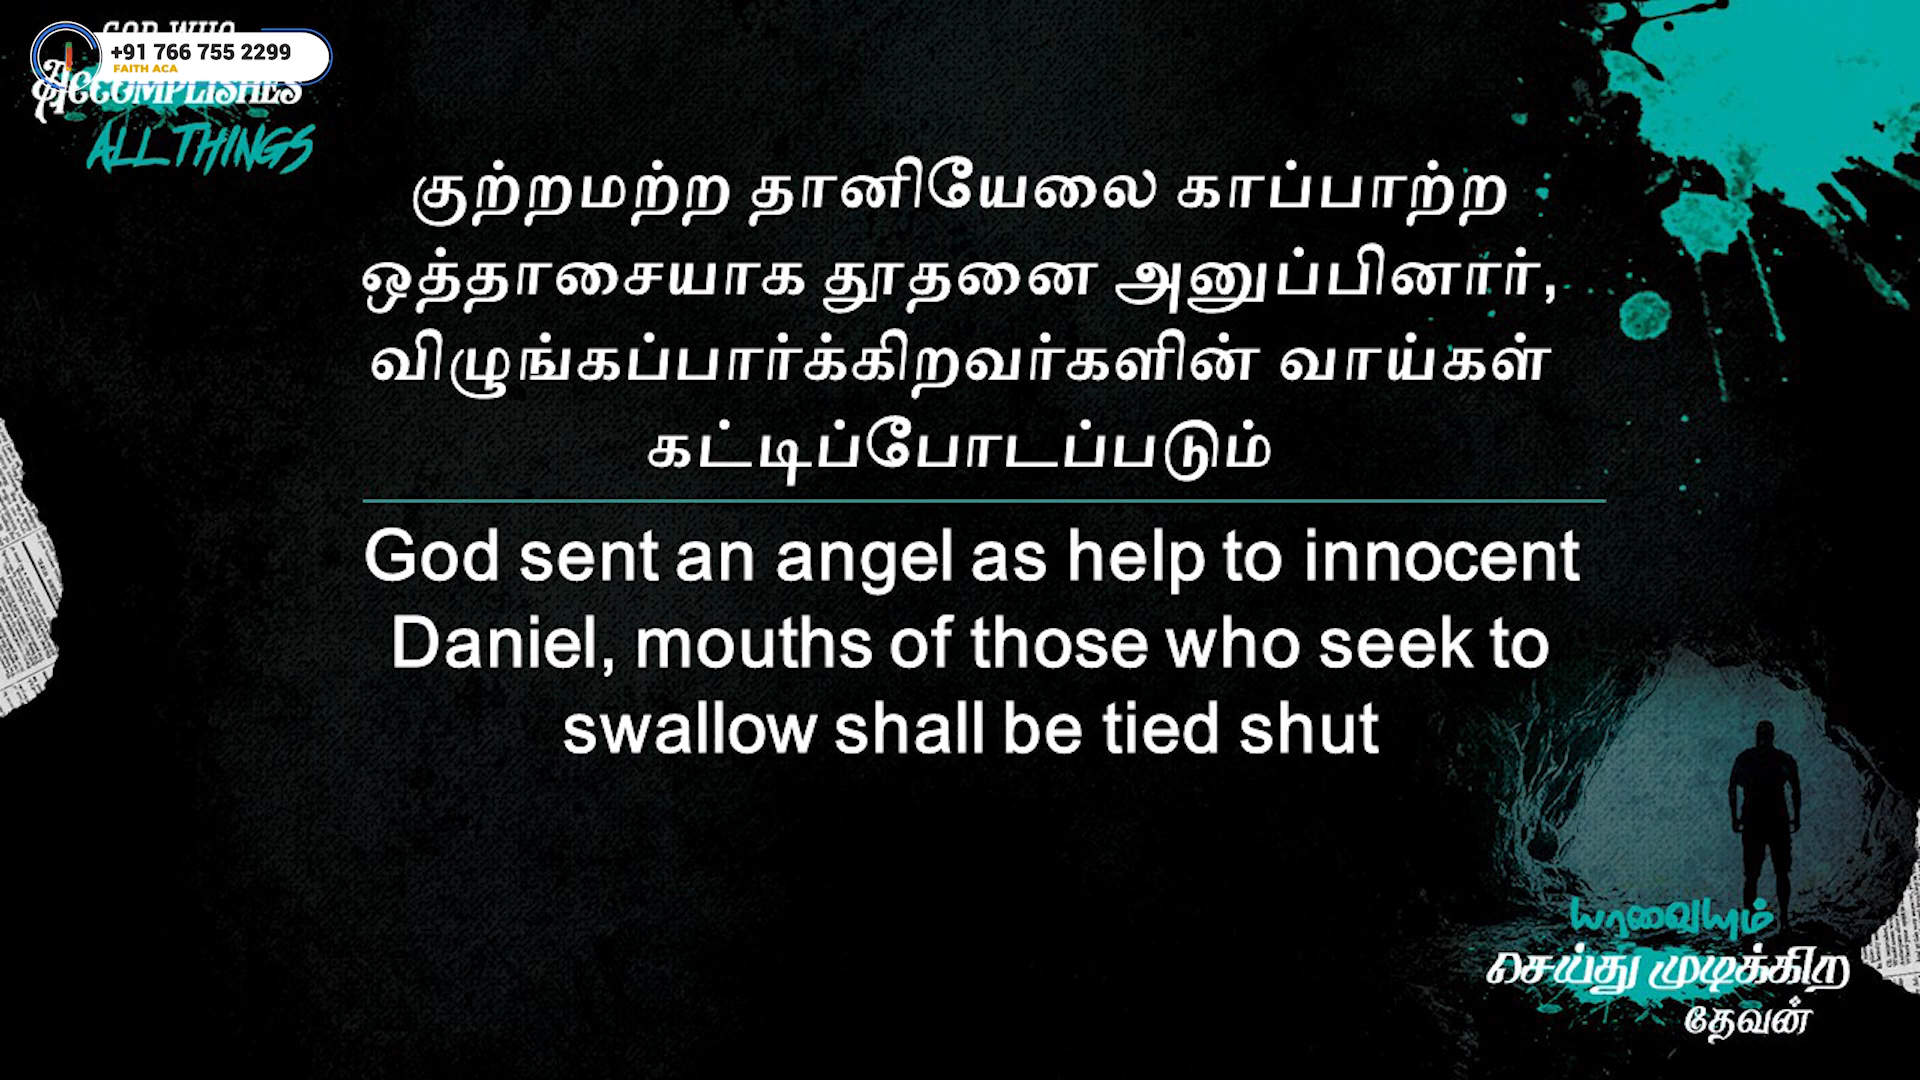 GOD WHO
+91 766 755 2299
FAITH ACA
ACCOMPLISHES
ALL THINGS
குற்றமற்ற தானியேலை காப்பாற்ற
ஒத்தாசையாக தூதனை அனுப்பினார்,
விழுங்கப்பார்க்கிறவர்களின் வாய்கள்
கட்டிப்போடப்படும்
God sent an angel as help to innocent
Daniel, mouths of those who seek to
swallow shall be tied shut
யாவையும்
செய்து முடிக்கிற
தேவன்